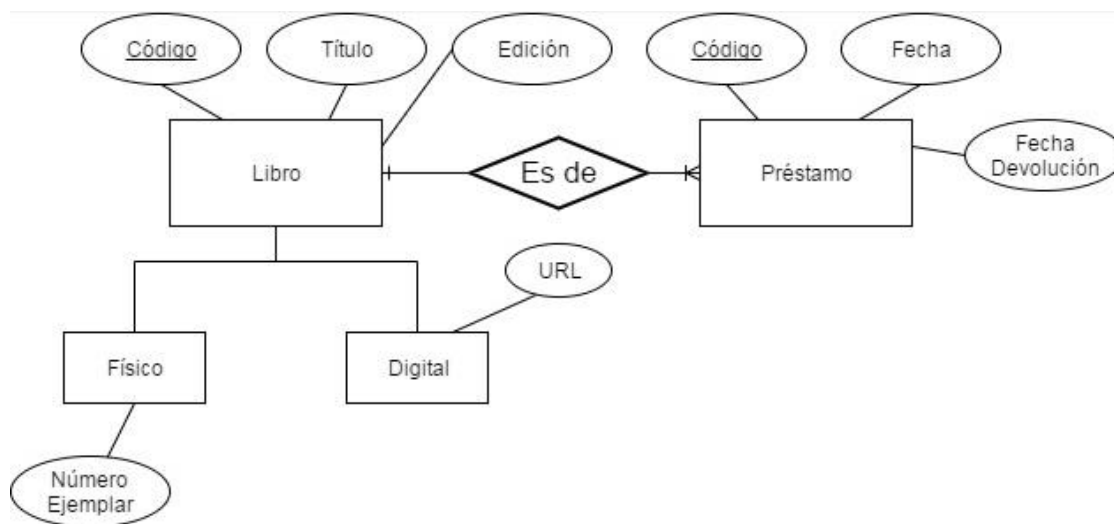 Código
Título
Edición
Código
Fecha
Fecha
Devolución
Libro
Es de
Préstamo
URL
Físico
Digital
Número
Ejemplar